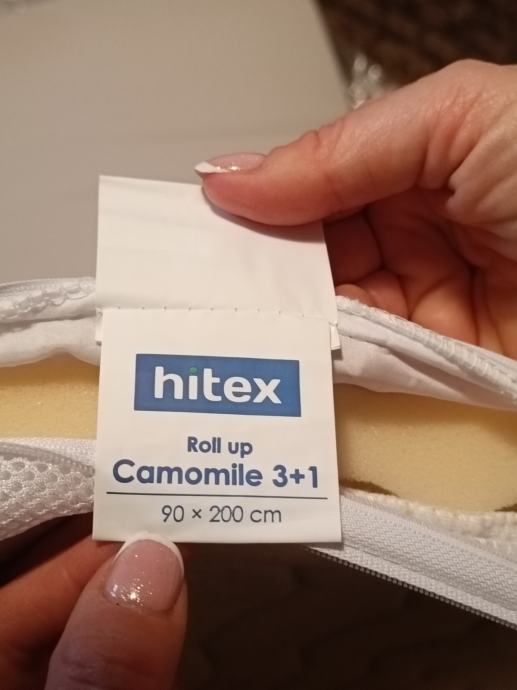 hitex
Roll up
Camomile 3+1
90 × 200 cm